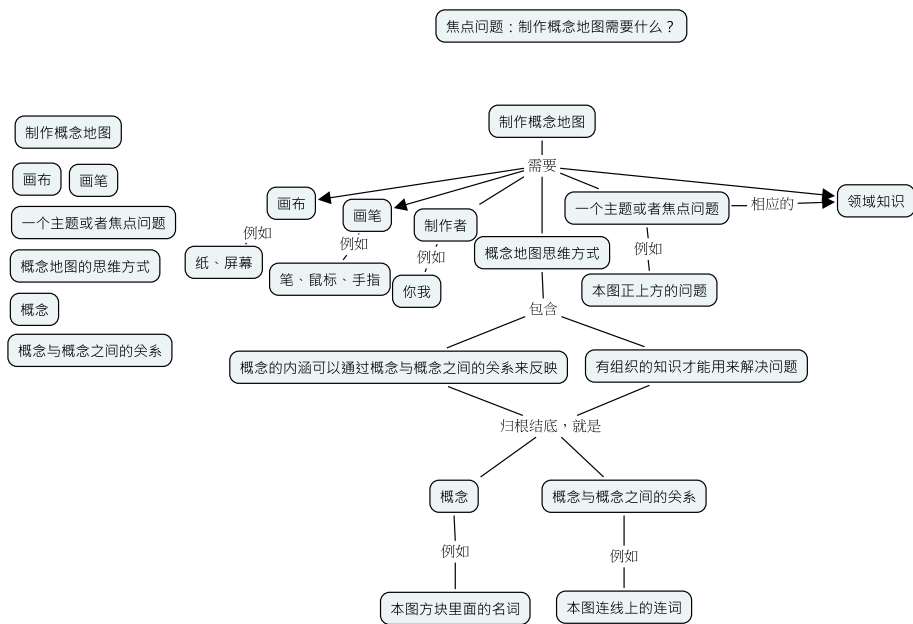 焦点问题：制作概念地图需要什么？
制作概念地图
画布
画笔
一个主题或者焦点问题
概念地图的思维方式
概念
概念与概念之间的关系
制作概念地图
需要
画布
画笔
制作者
概念地图思维方式
一个主题或者焦点问题
相应的
领域知识
例如
纸、屏幕
例如
笔、鼠标、手指
例如
你我
例如
本图正上方的问题
包含
概念的内涵可以通过概念与概念之间的关系来反映
有组织的知识才能用来解决问题
归根结底，就是
概念
概念与概念之间的关系
例如
例如
本图方块里面的名词
本图连线上的连词